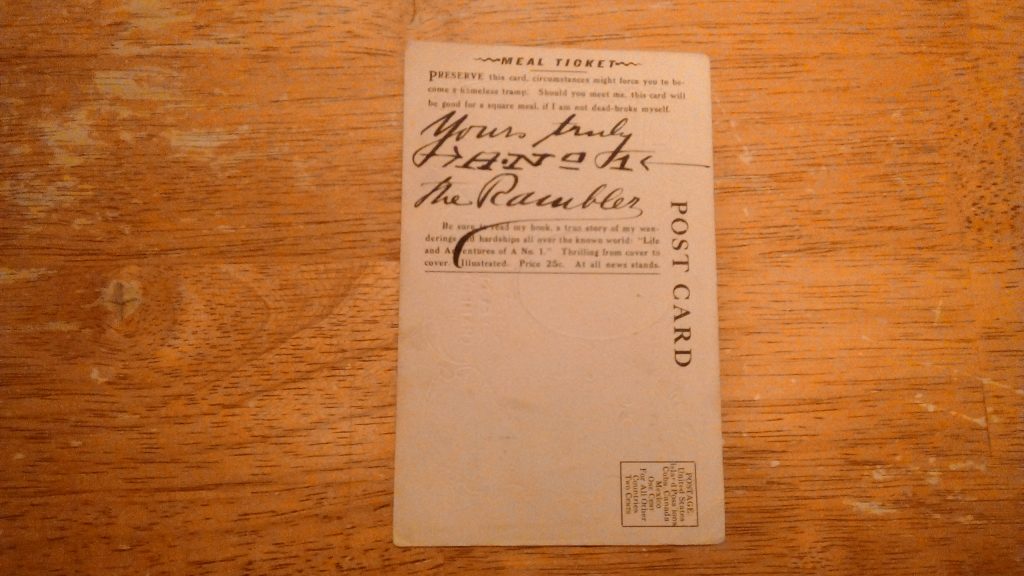 MEAL TICKET
PRESERVE this card, circumstances might force you to be-
come a homeless tramp. Should you meet me, this card will
be good for a square meal, if I am not dead-broke myself.
Yours truly
A-No 1
The Rambler
Be sure to read my book, a true story of my wan-
derings and hardships all over the known world: "Life
and Adventures of A No. 1." Thrilling from cover to
cover Illustrated. Price 25c. At all news stands.
POST CARD
POSTAGE
United States
Island Possessions
Cuba Canada
Mexico
One Cent
For All Other
Countries
Two Cents